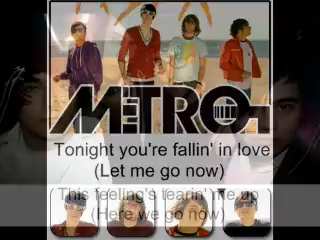 METRO
Tonight you're fallin' in love
(Let me go now)
(This feeling's tearin' me up)
(Here we go now)